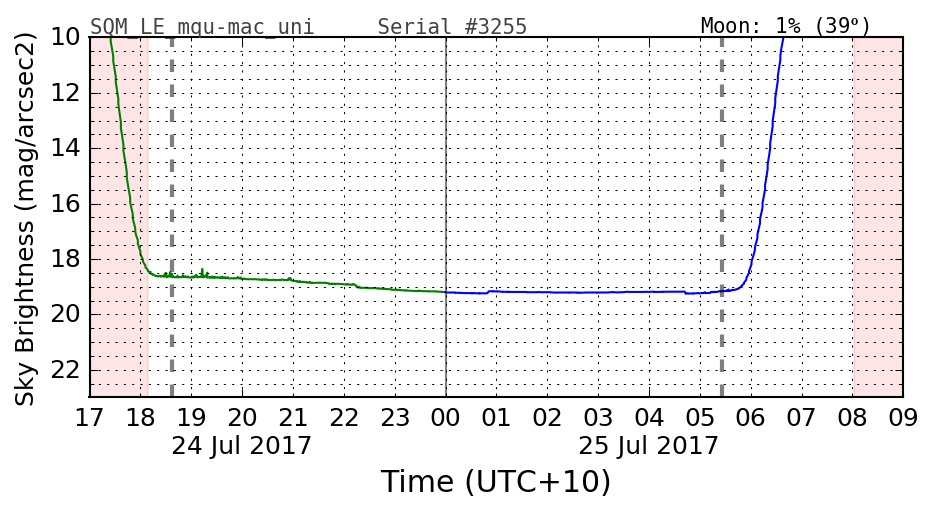 SQM_LE_mqu-mac_uni Serial #3255 Moon: 1% (39°)
Sky Brightness (mag/arcsec2)
10
12
14
16
18
20
22
17 18 19 20 21 22 23 00 01 02 03 04 05 06 07 08 09
24 Jul 2017 25 Jul 2017
Time (UTC+10)